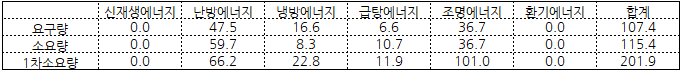 신재생에너지 난방에너지 냉방에너지 급탕에너지 조명에너지 환기에너지 합계
요구량 0.0 47.5 16.6 6.6 36.7 0.0 107.4
소요량 0.0 59.7 8.3 10.7 36.7 0.0 115.4
1차소요량 0.0 66.2 22.8 11.9 101.0 0.0 201.9